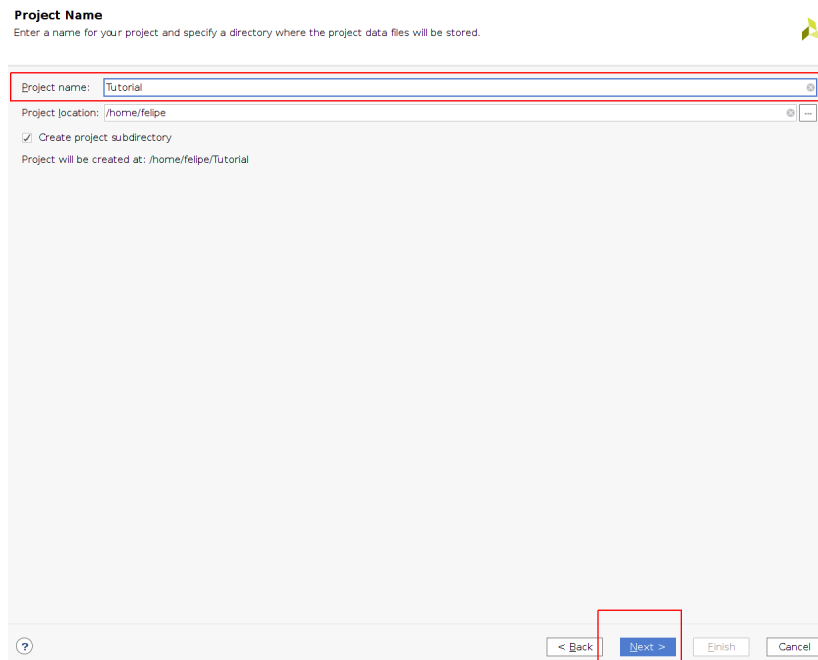 Project Name
Enter a name for your project and specify a directory where the project data files will be stored.
Project name: Tutorial
Project location: /home/felipe ...
Create project subdirectory
Project will be created at: /home/felipe/Tutorial
? < Back Next > Finish Cancel